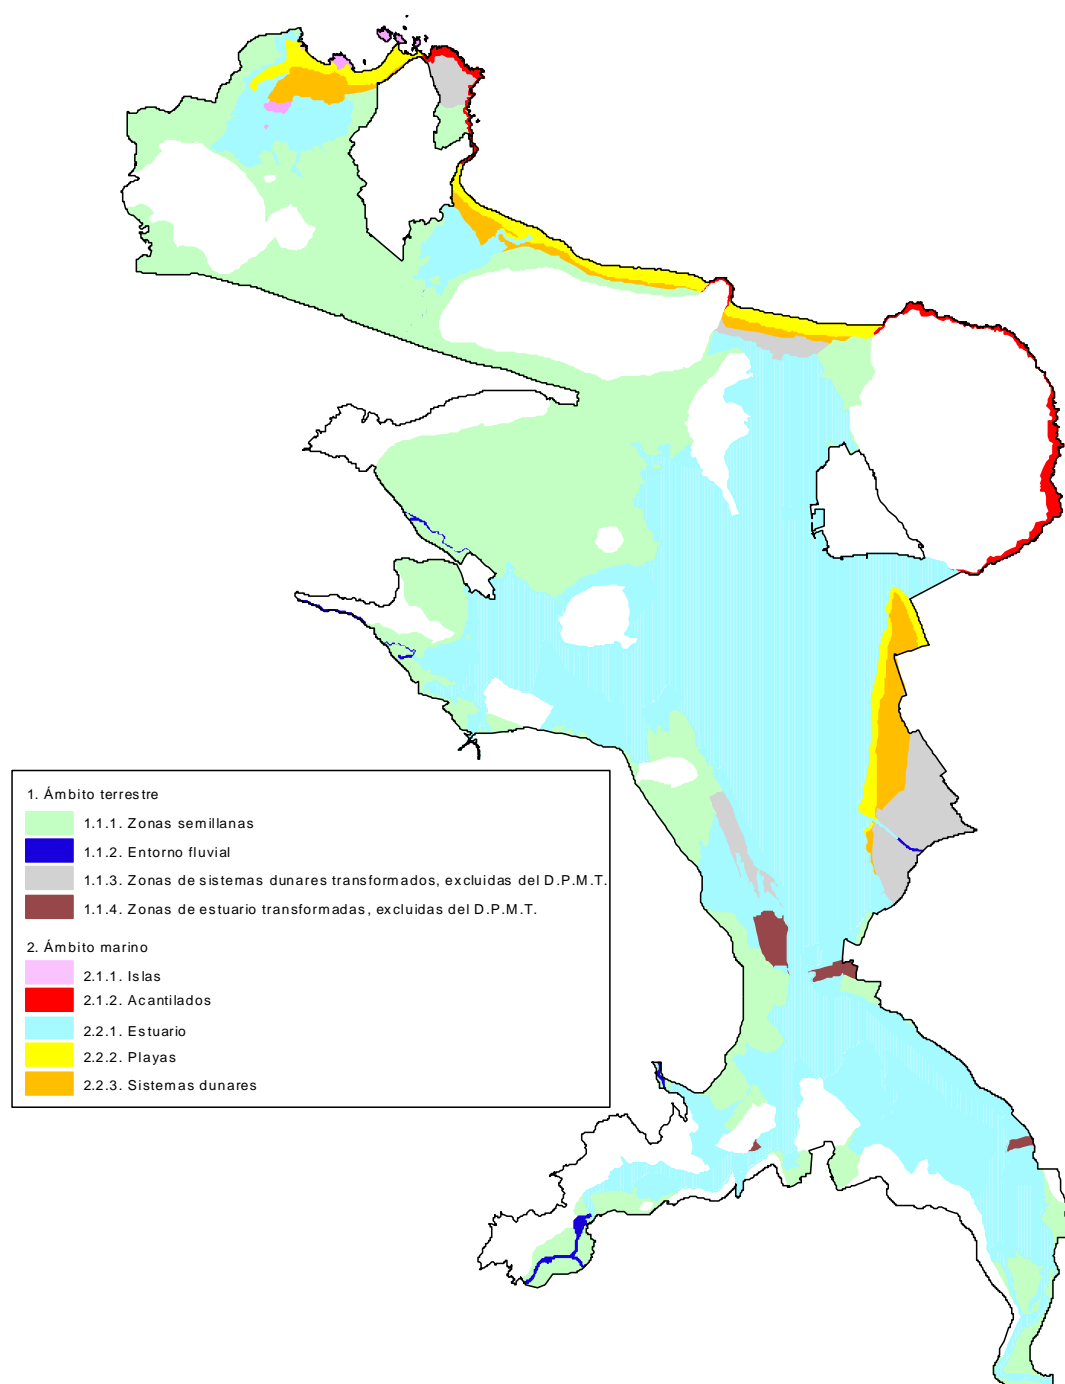 1. Ámbito terrestre
1.1.1. Zonas semillanas
1.1.2. Entorno fluvial
1.1.3. Zonas de sistemas dunares transformados, excluidas del D.P.M.T.
1.1.4. Zonas de estuario transformadas, excluidas del D.P.M.T.
2. Ámbito marino
2.1.1. Islas
2.1.2. Acantilados
2.2.1. Estuario
2.2.2. Playas
2.2.3. Sistemas dunares